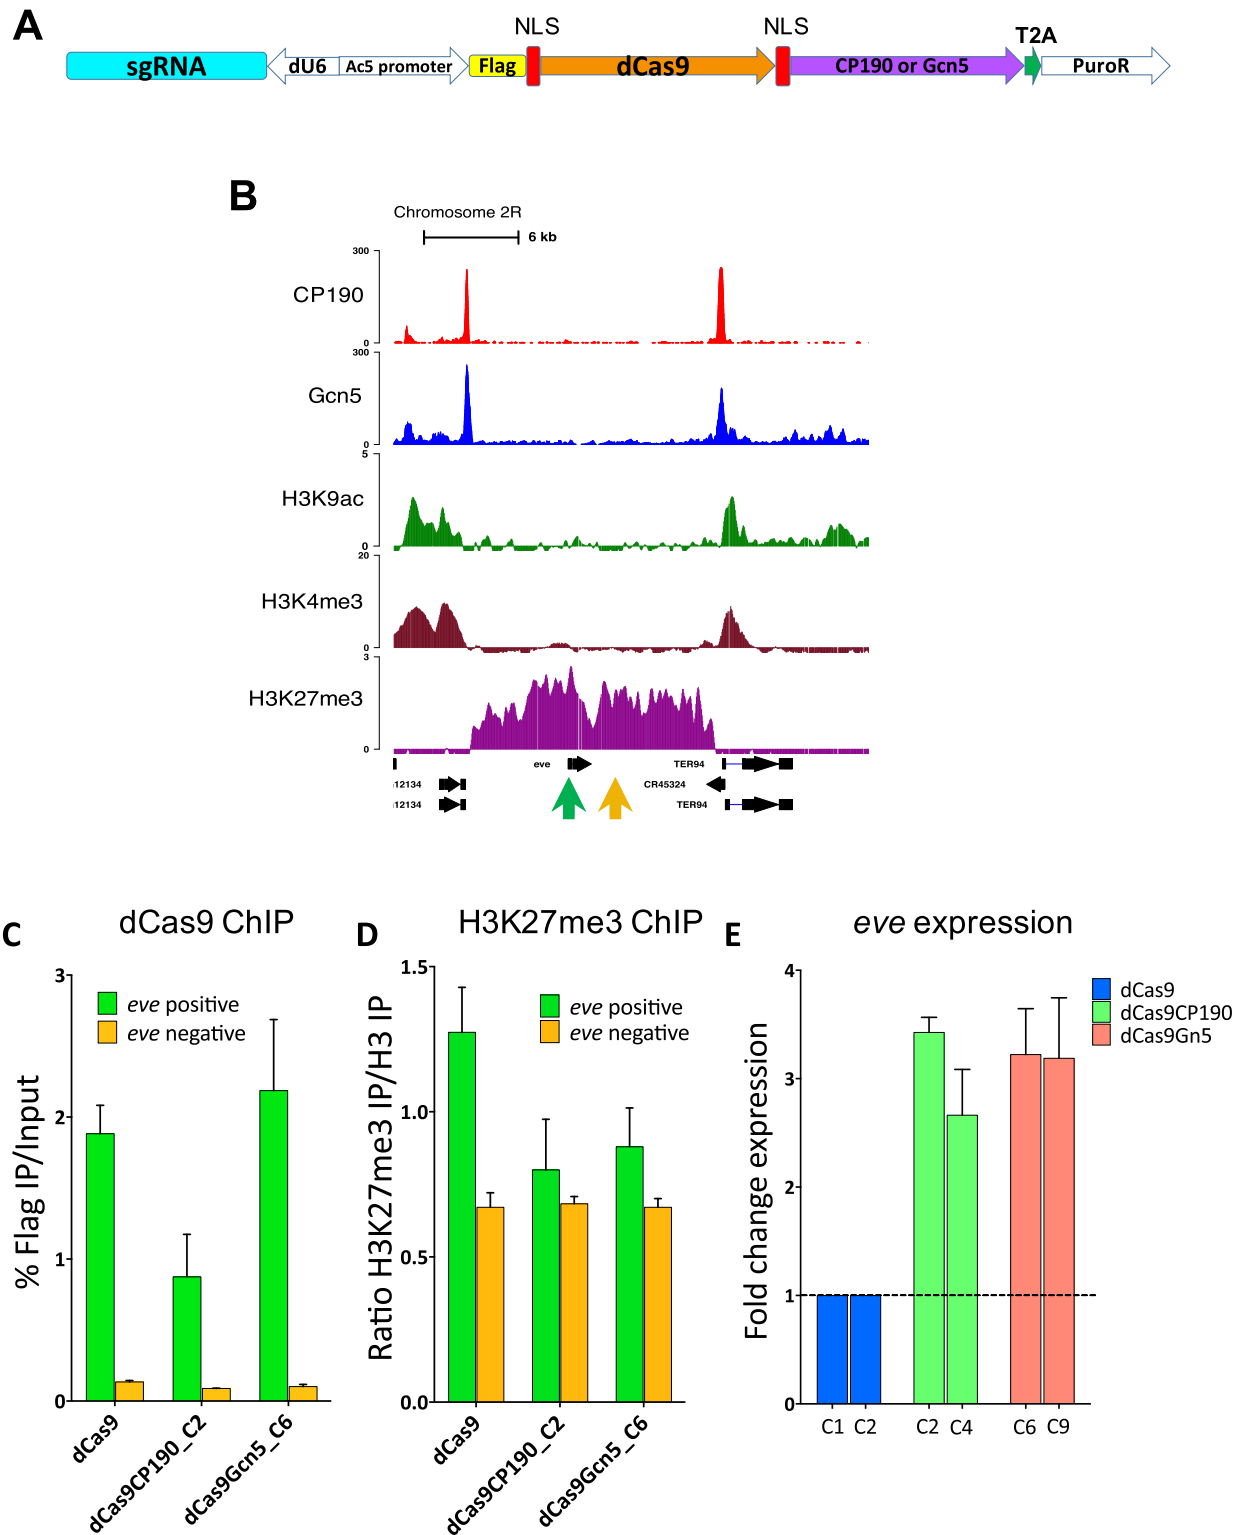 A
NLS
NLS
T2A
sgRNA
dU6
Ac5 promoter
Flag
dCas9
CP190 or Gcn5
PuroR
B
Chromosome 2R
6 kb
300
CP190
0
300
Gcn5
0
5
H3K9ac
0
20
H3K4me3
0
3
H3K27me3
0
eve
TER94
12134
CR45324
12134
TER94
C
dCas9 ChIP
3
2
1
0
% Flag IP/Input
eve positive
eve negative
dCas9
dCas9CP190_C2
dCas9Gcn5_C6
D
H3K27me3 ChIP
1.5
1.0
0.5
0.0
Ratio H3K27me3 IP/H3 IP
eve positive
eve negative
dCas9
dCas9CP190_C2
dCas9Gcn5_C6
E
eve expression
4
3
2
1
0
Fold change expression
dCas9
dCas9CP190
dCas9Gn5
C1 C2 C2 C4 C6 C9